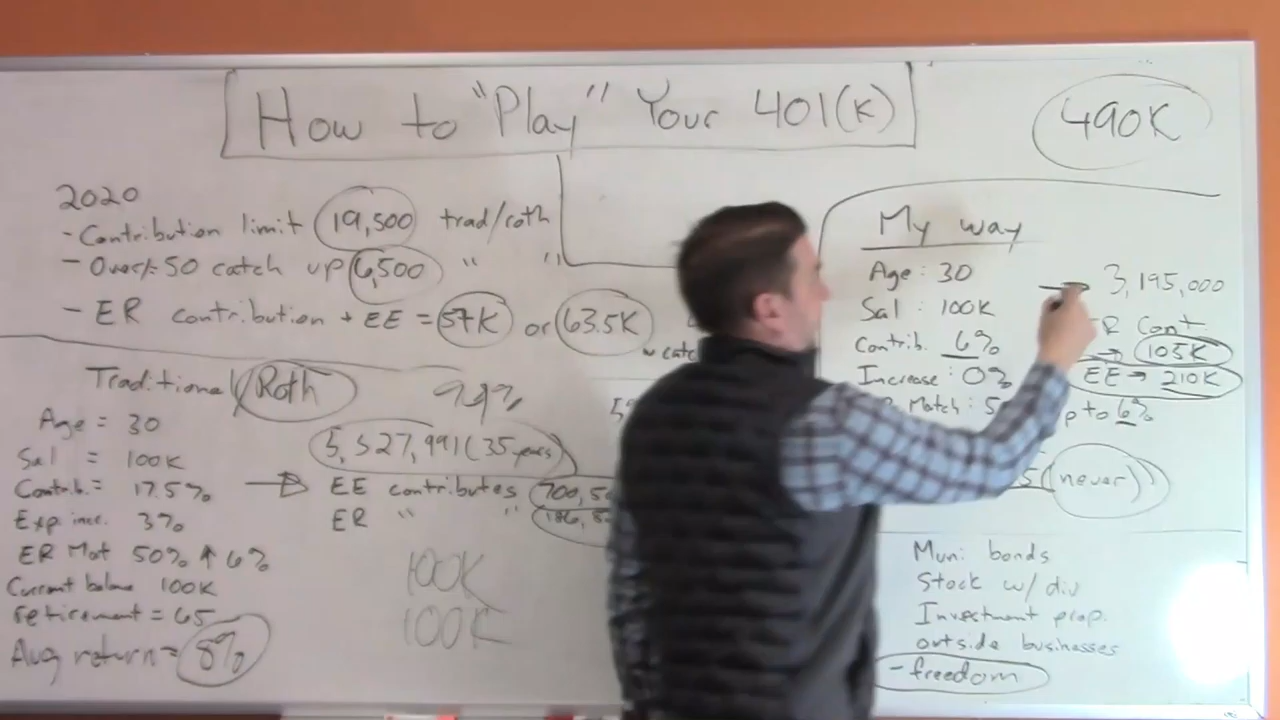 How to "Play" Your 401(k)
490K
2020
- Contribution limit 19,500 trad/roth
- Over/= 50 catch up 6,500 " "
- ER contribution + EE = 57K or 63.5K
w catc
Traditional/Roth
Age = 30
Sal = 100K
Contrib. = 17.5%
Exp. incr. 3%
ER Mat 50% ↑ 6%
Current balance 100K
retirement = 65
Avg return = 8%
5,527,991 (35 years)
EE contributes 700,5
ER " "
100K
100K
My way
Age : 30
Sal : 100K
Contrib. 6%
Increase : 0%
Match : 5
p to 6%
3,195,000
R Cont
→ 105K
EE → 210K
(never)
Muni bonds
Stock w/ div
Investment prop.
outside businesses
- freedom